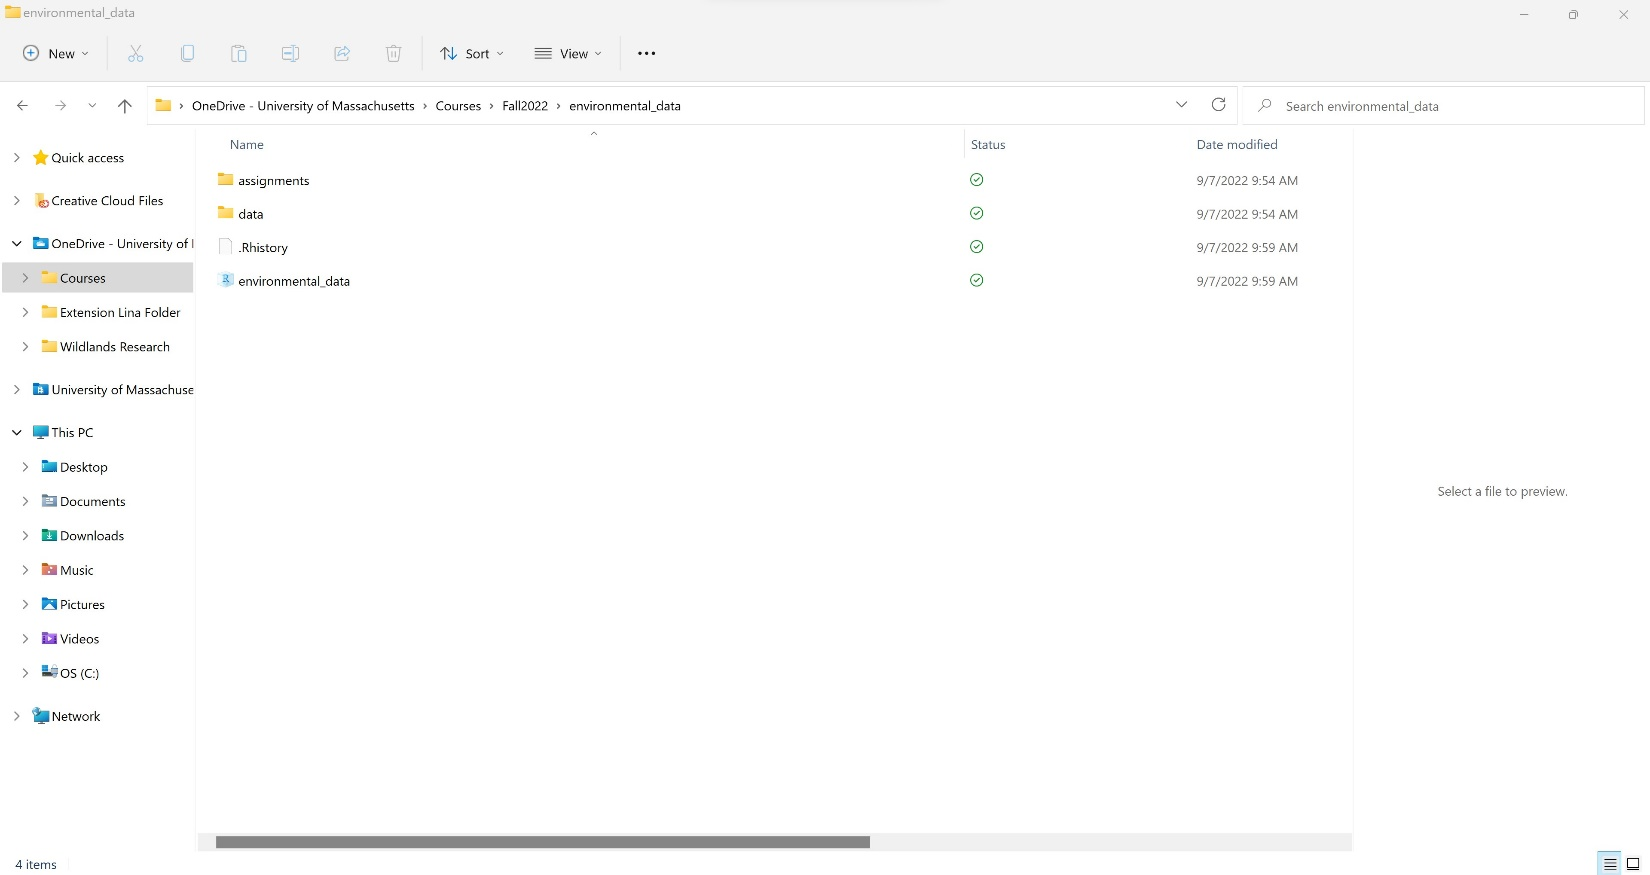 environmental_data
New
Sort
View
OneDrive - University of Massachusetts › Courses › Fall2022 › environmental_data
Search environmental_data
Name Status Date modified
Quick access
Creative Cloud Files
OneDrive - University of
Courses
Extension Lina Folder
Wildlands Research
University of Massachuse
This PC
Desktop
Documents
Downloads
Music
Pictures
Videos
OS (C:)
Network
assignments 9/7/2022 9:54 AM
data 9/7/2022 9:54 AM
.Rhistory 9/7/2022 9:59 AM
environmental_data 9/7/2022 9:59 AM
Select a file to preview.
4 items